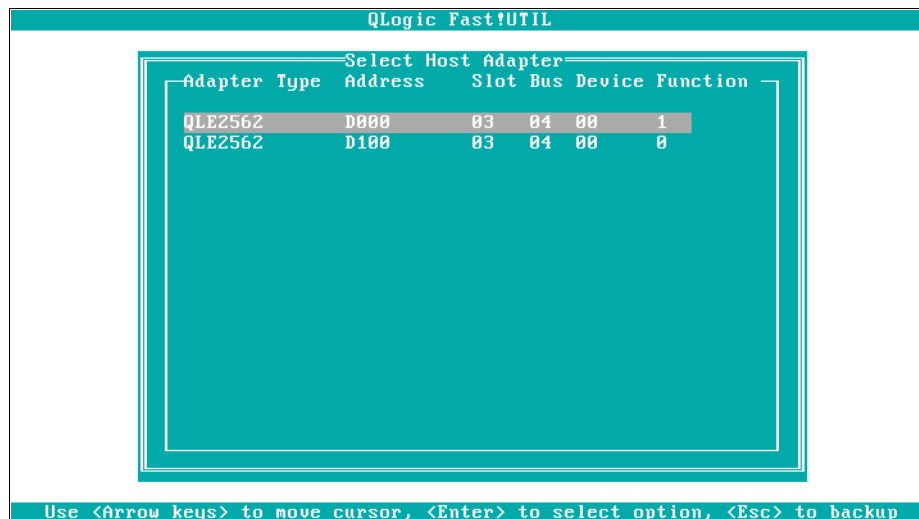 QLogic Fast!UTIL
Select Host Adapter
Adapter Type Address Slot Bus Device Function
QLE2562 D000 03 04 00 1
QLE2562 D100 03 04 00 0
Use <Arrow keys> to move cursor, <Enter> to select option, <Esc> to backup